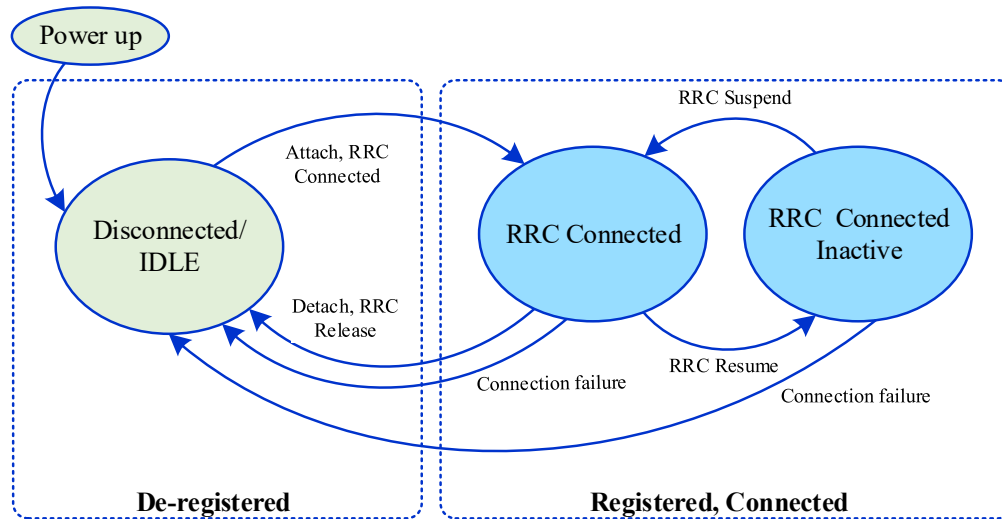 Power up
RRC Suspend
Attach, RRC
Connected
Disconnected/
IDLE
RRC Connected
RRC Connected
Inactive
Detach, RRC
Release
Connection failure
RRC Resume
Connection failure
De-registered
Registered, Connected